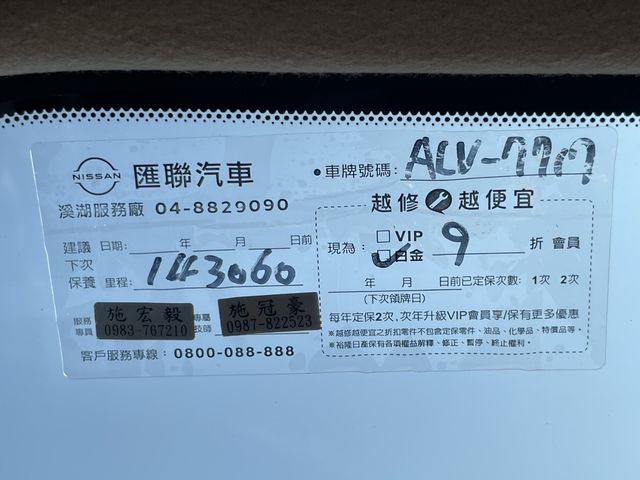 NISSAN 匯聯汽車
溪湖服務廠 04-8829090
建議 日期: 年 月 日前
下次
保養 里程: 143060
服務 施宏毅 專屬 施冠豪
專員 0983-767210 技師 0987-822523
客戶服務專線：0800-088-888
•車牌號碼: ALV-7717
越修 越便宜
現為： □VIP 9 折 會員
□白金
年 月 日前已定保次數: 1次 2次
(下次領牌日)
每年定保2次, 次年升級VIP會員享/保有更多優惠
※越修越便宜之折扣零件不包含定保零件、油品、化學品、特價品等。
※裕隆日產保有各項權益解釋、修正、暫停、終止權利。